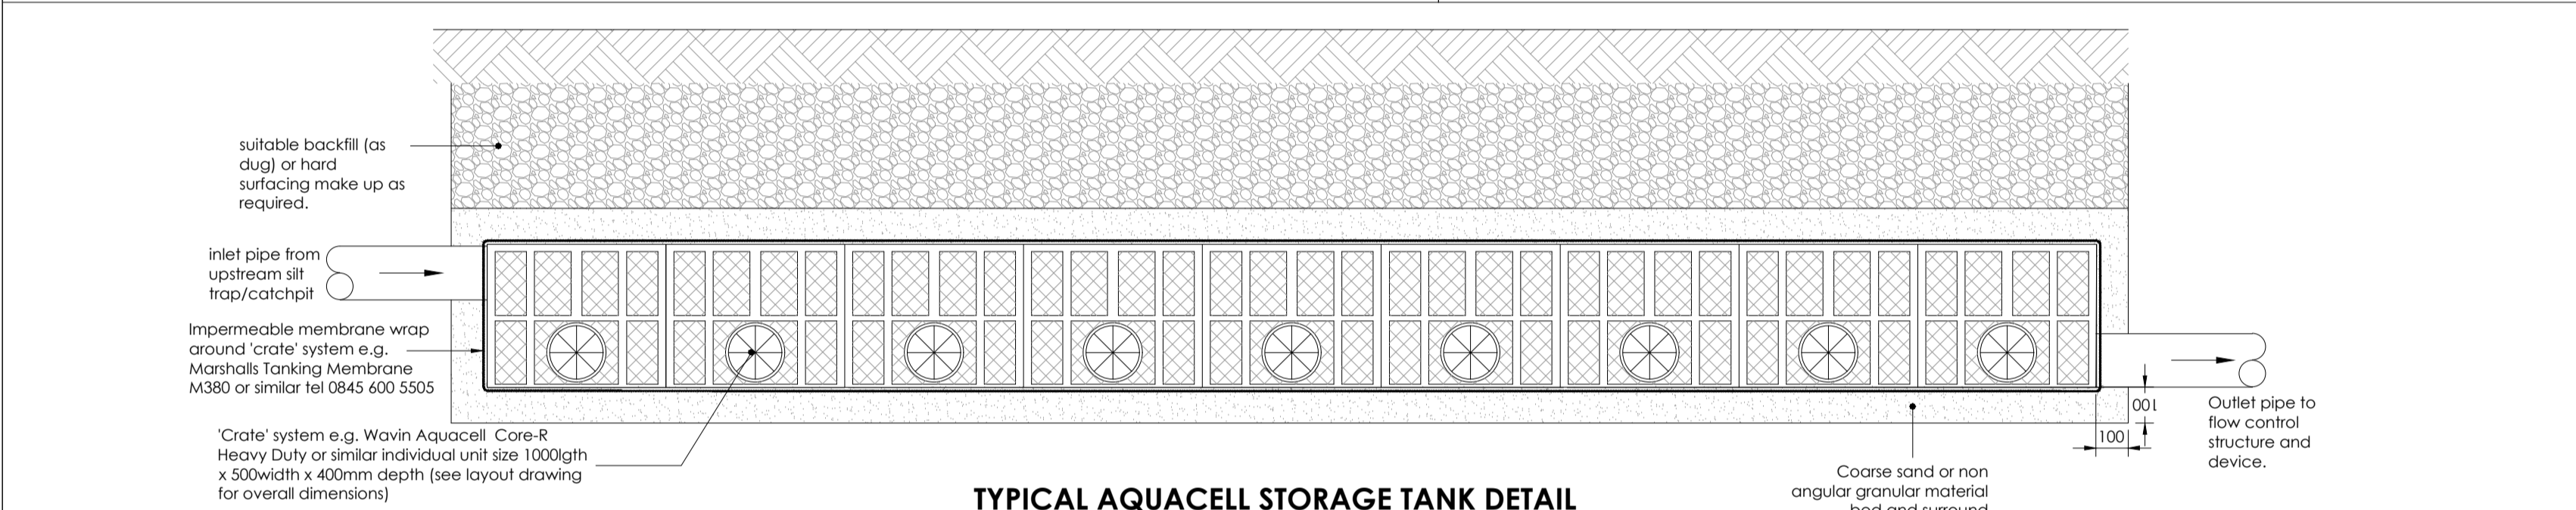 suitable backfill (as
dug) or hard
surfacing make up as
required.
inlet pipe from
upstream silt
trap/catchpit
Impermeable membrane wrap
around 'crate' system e.g.
Marshalls Tanking Membrane
M380 or similar tel 0845 600 5505
'Crate' system e.g. Wavin Aquacell Core-R
Heavy Duty or similar individual unit size 1000lgth
x 500width x 400mm depth (see layout drawing
for overall dimensions)
TYPICAL AQUACELL STORAGE TANK DETAIL
Coarse sand or non
angular granular material
bed and surround
100
100
Outlet pipe to
flow control
structure and
device.